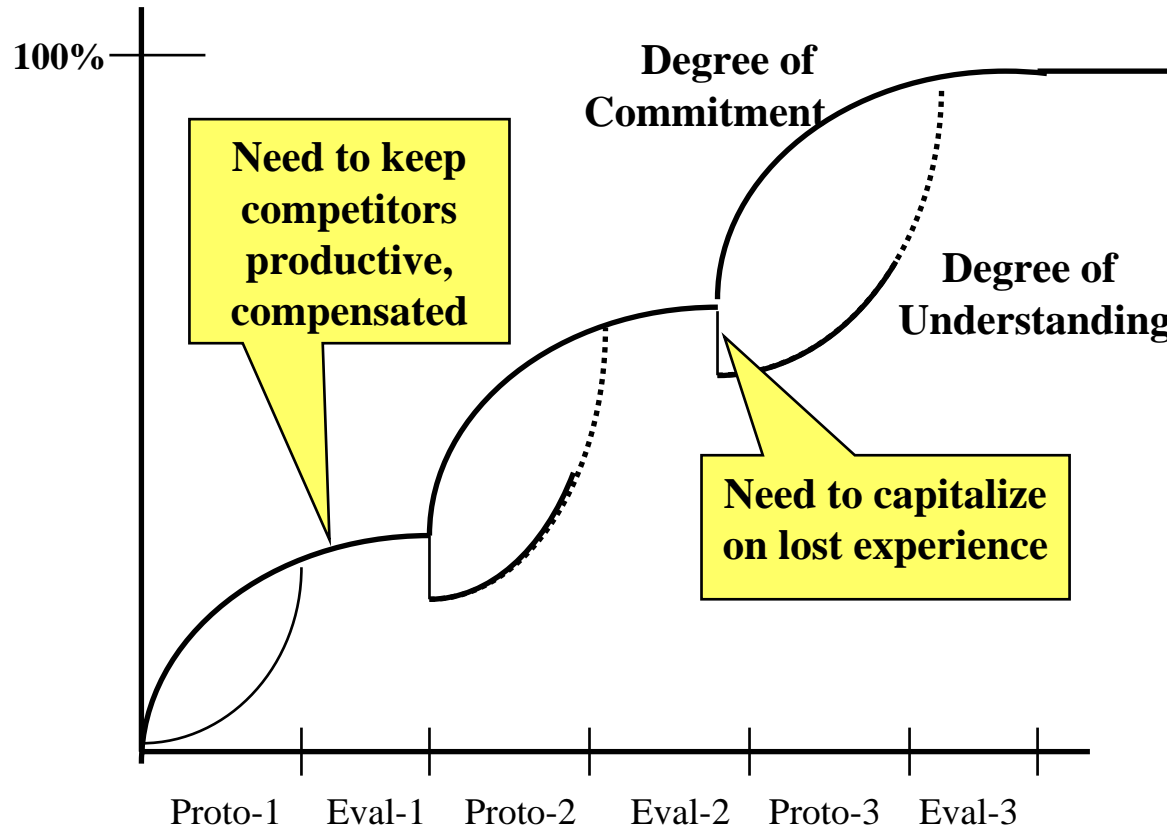 100%
Degree of
Commitment
Need to keep
competitors
productive,
compensated
Degree of
Understanding
Need to capitalize
on lost experience
Proto-1 Eval-1 Proto-2 Eval-2 Proto-3 Eval-3